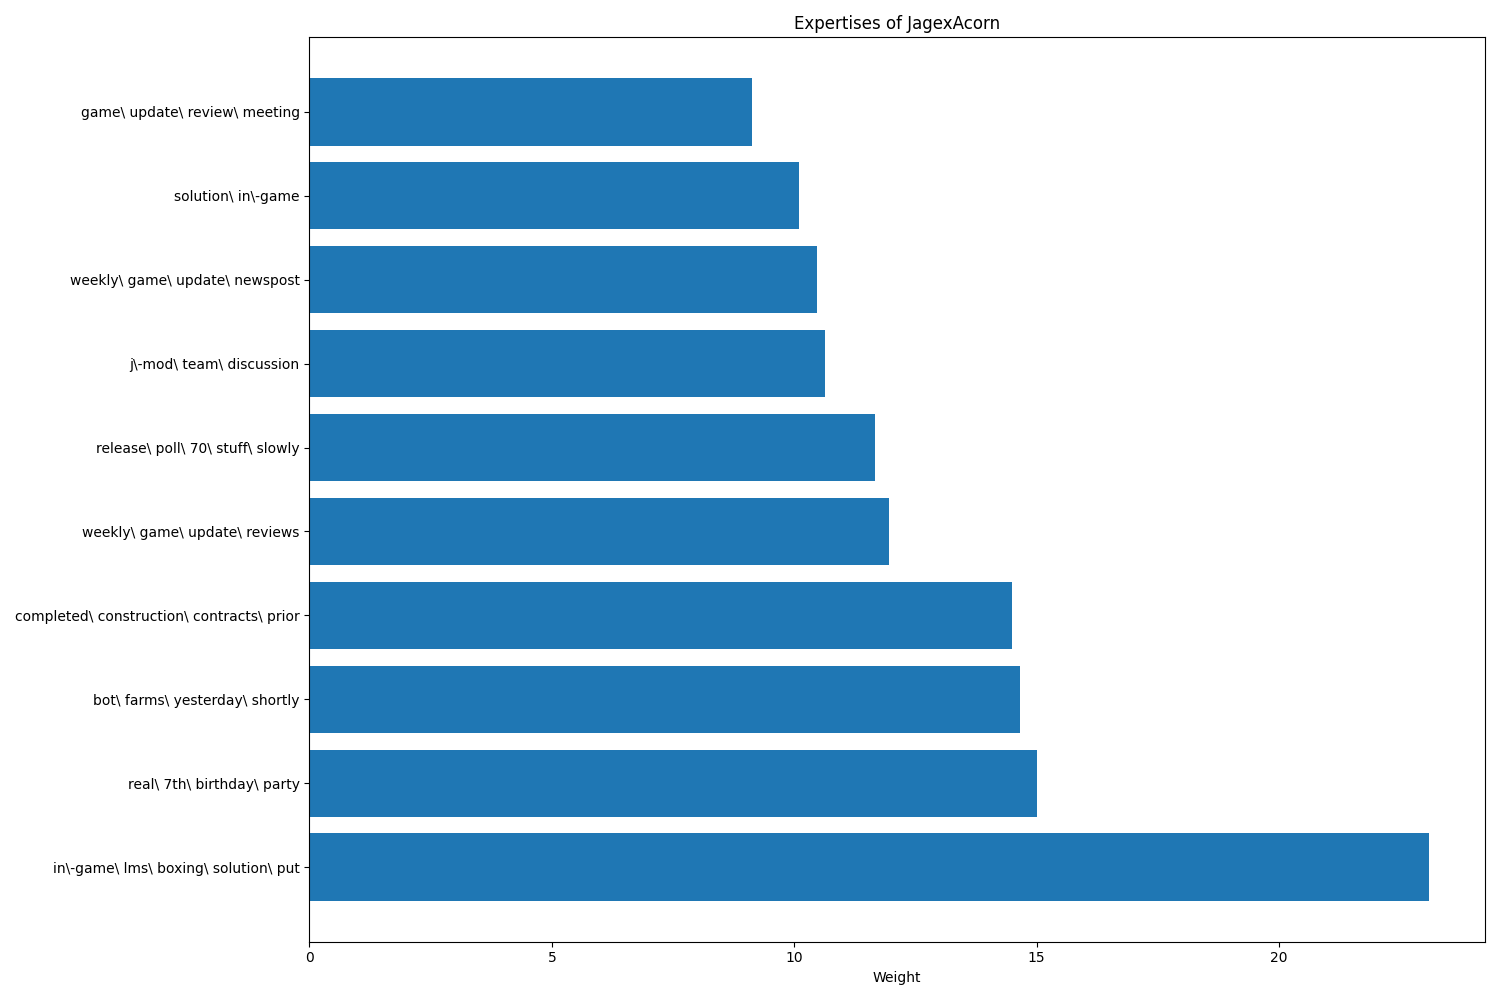 Expertises of JagexAcorn
game\ update\ review\ meeting
solution\ in\-game
weekly\ game\ update\ newspost
j\-mod\ team\ discussion
release\ poll\ 70\ stuff\ slowly
weekly\ game\ update\ reviews
completed\ construction\ contracts\ prior
bot\ farms\ yesterday\ shortly
real\ 7th\ birthday\ party
in\-game\ lms\ boxing\ solution\ put
0 5 10 15 20
Weight